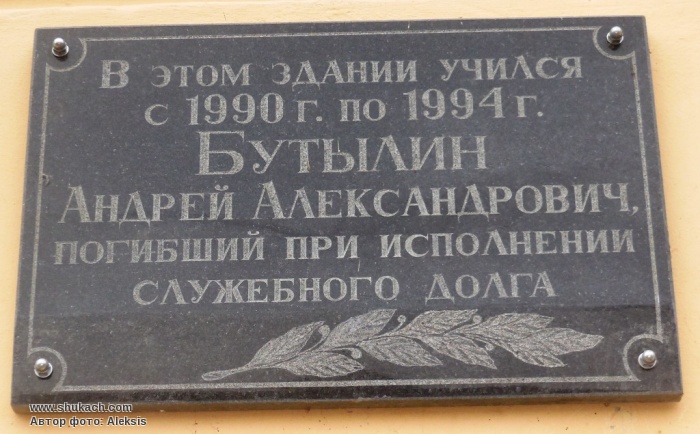 В этом здании учился
с 1990 г. по 1994 г.
Бутылин
Андрей Александрович,
погибший при исполнении
служебного долга
www.shukach.com
Автор фото: Aleksis